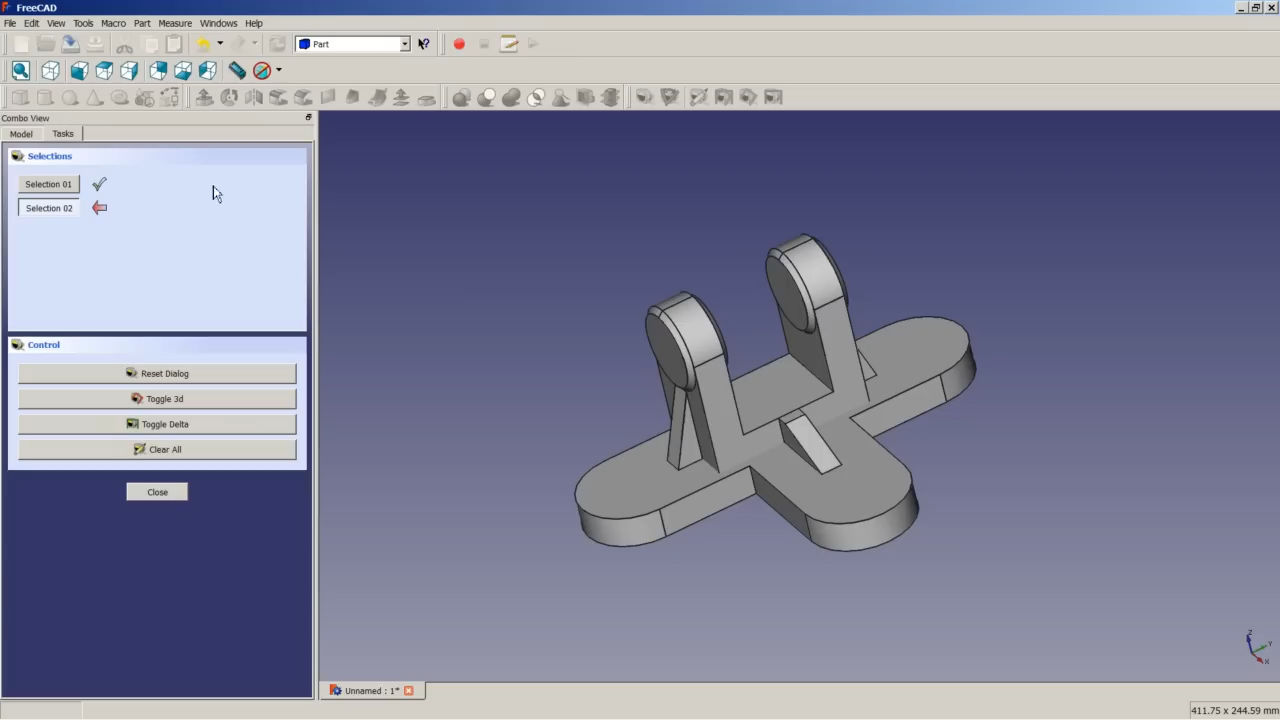 FreeCAD
File Edit View Tools Macro Part Measure Windows Help
Part
Combo View
Model Tasks
Selections
Selection 01
Selection 02
Control
Reset Dialog
Toggle 3d
Toggle Delta
Clear All
Close
Z
Y
X
Unnamed : 1*
411.75 x 244.59 mm